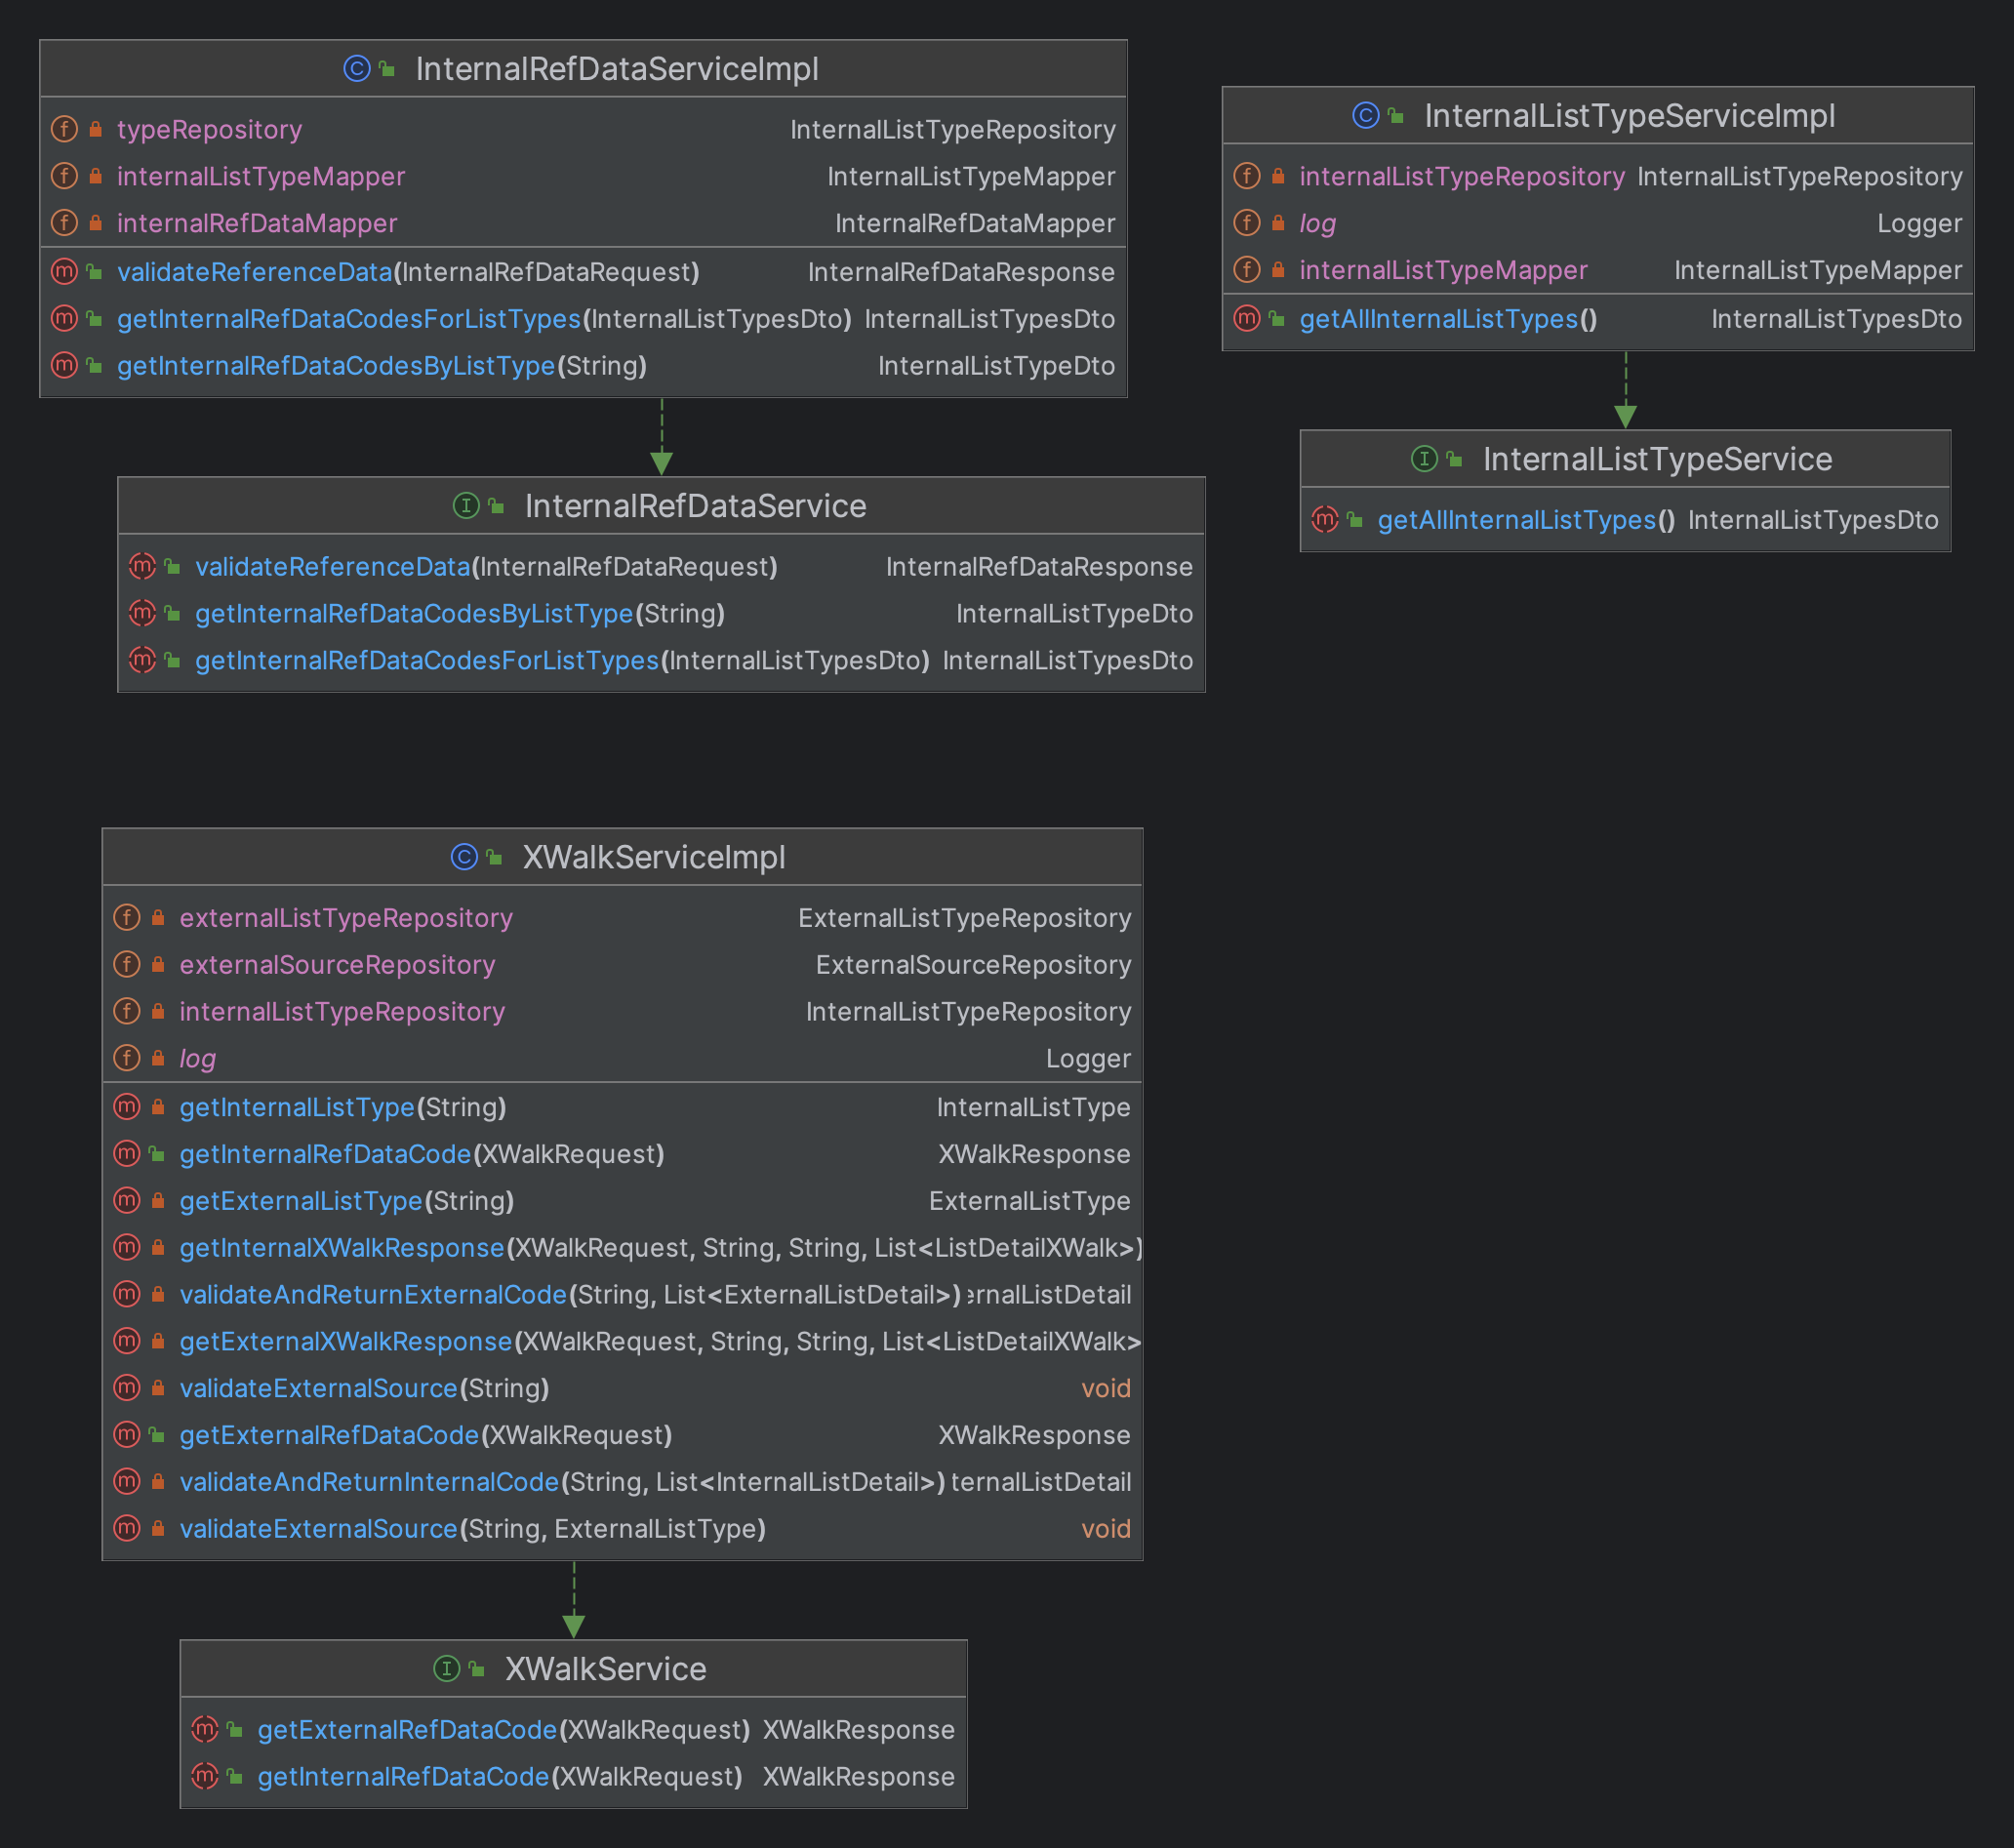 InternalRefDataServiceImpl
typeRepository InternalListTypeRepository
internalListTypeMapper InternalListTypeMapper
internalRefDataMapper InternalRefDataMapper
validateReferenceData(InternalRefDataRequest) InternalRefDataResponse
getInternalRefDataCodesForListTypes(InternalListTypesDto) InternalListTypesDto
getInternalRefDataCodesByListType(String) InternalListTypeDto
InternalListTypeServiceImpl
internalListTypeRepository InternalListTypeRepository
log Logger
internalListTypeMapper InternalListTypeMapper
getAllInternalListTypes() InternalListTypesDto
InternalRefDataService
validateReferenceData(InternalRefDataRequest) InternalRefDataResponse
getInternalRefDataCodesByListType(String) InternalListTypeDto
getInternalRefDataCodesForListTypes(InternalListTypesDto) InternalListTypesDto
InternalListTypeService
getAllInternalListTypes() InternalListTypesDto
XWalkServiceImpl
externalListTypeRepository ExternalListTypeRepository
externalSourceRepository ExternalSourceRepository
internalListTypeRepository InternalListTypeRepository
log Logger
getInternalListType(String) InternalListType
getInternalRefDataCode(XWalkRequest) XWalkResponse
getExternalListType(String) ExternalListType
getInternalXWalkResponse(XWalkRequest, String, String, List<ListDetailXWalk>)
validateAndReturnExternalCode(String, List<ExternalListDetail>) ernalListDetail
getExternalXWalkResponse(XWalkRequest, String, String, List<ListDetailXWalk>
validateExternalSource(String) void
getExternalRefDataCode(XWalkRequest) XWalkResponse
validateAndReturnInternalCode(String, List<InternalListDetail>) ternalListDetail
validateExternalSource(String, ExternalListType) void
XWalkService
getExternalRefDataCode(XWalkRequest) XWalkResponse
getInternalRefDataCode(XWalkRequest) XWalkResponse